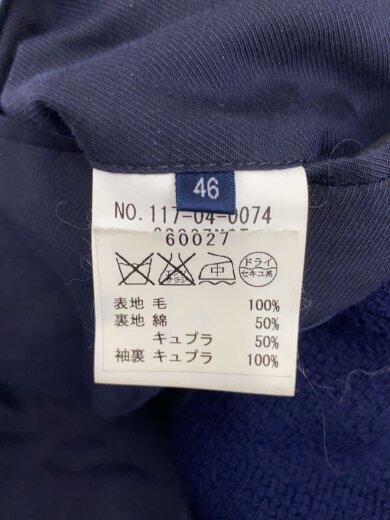 46
NO. 117-04-0074
60027
中
ドライ
セキユ系
表地 毛 100%
裏地 綿 50%
キュプラ 50%
袖裏 キュプラ 100%